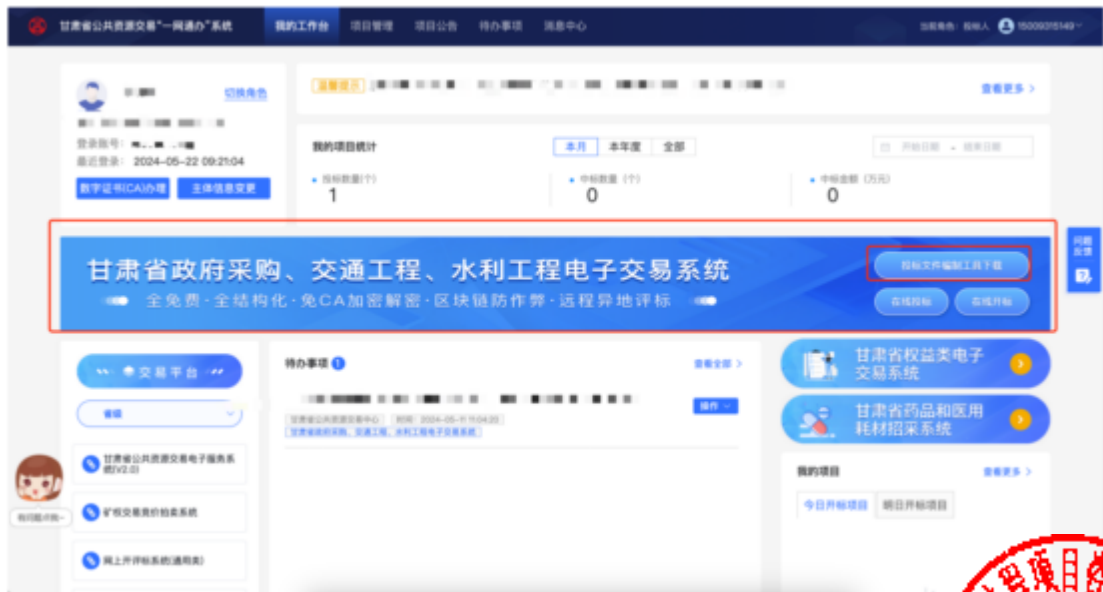 甘肃省公共资源交易“一网通办”系统 我的工作台 项目管理 项目公告 待办事项 消息中心 当前角色：投标人 15009315149
切换角色
登录账号：
最近登录： 2024-05-22 09:21:04
数字证书(CA)办理 主体信息变更
温馨提示
查看更多 >
我的项目统计 本月 本年度 全部 开始日期 - 结束日期
投标数量(个) 中标数量（个） 中标金额（万元）
1 0 0
甘肃省政府采购、交通工程、水利工程电子交易系统
全免费·全结构化·免CA加密解密·区块链防作弊·远程异地评标
投标文件编制工具下载
在线投标 在线开标
问题
反馈
交易平台
省级
甘肃省公共资源交易电子服务系
统(V2.0)
矿权交易竞价拍卖系统
网上开评标系统(通用类)
有问题点我~
待办事项 1 查看全部 >
操作
甘肃省公共资源交易中心 时间：2024-05-11 11:04:20
甘肃省政府采购、交通工程、水利工程电子交易系统
甘肃省权益类电子
交易系统
甘肃省药品和医用
耗材招采系统
我的项目 查看更多 >
今日开标项目 明日开标项目
项目